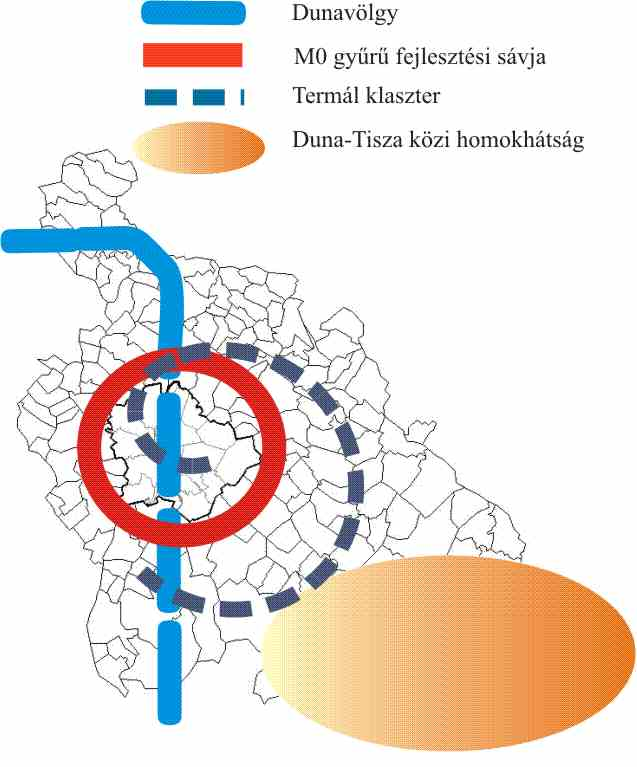 Dunavölgy
M0 gyűrű fejlesztési sávja
Termál klaszter
Duna-Tisza közi homokhátság